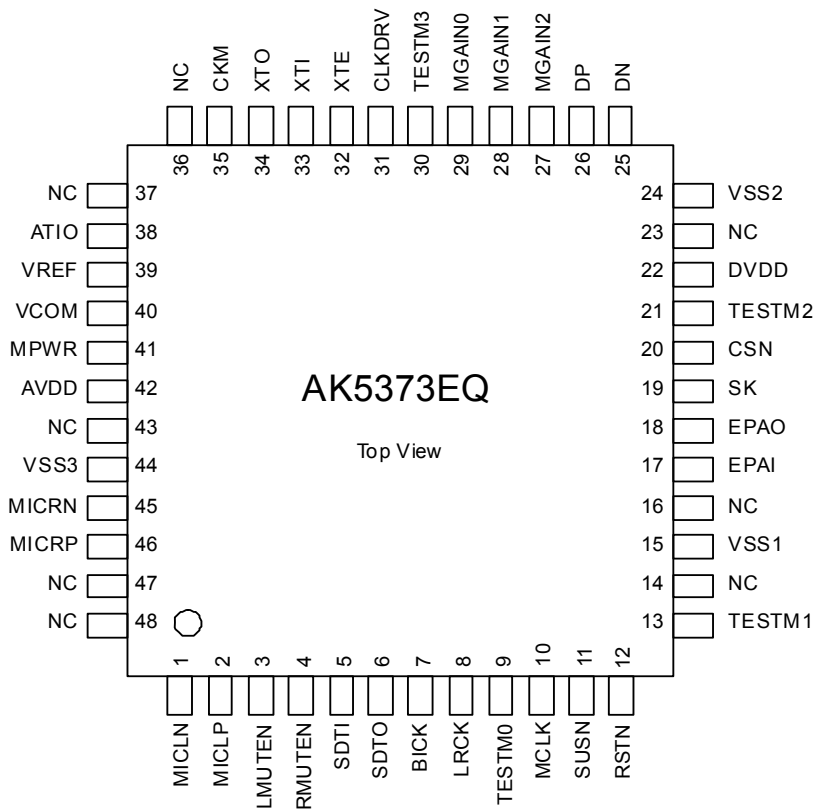 NC CKM XTO XTI XTE CLKDRV TESTM3 MGAIN0 MGAIN1 MGAIN2 DP DN
36 35 34 33 32 31 30 29 28 27 26 25
NC 37 24 VSS2
ATIO 38 23 NC
VREF 39 22 DVDD
VCOM 40 21 TESTM2
MPWR 41 20 CSN
AVDD 42 AK5373EQ 19 SK
NC 43 18 EPAO
VSS3 44 Top View 17 EPAI
MICRN 45 16 NC
MICRP 46 15 VSS1
NC 47 14 NC
NC 48 13 TESTM1
1 2 3 4 5 6 7 8 9 10 11 12
MICLN MICLP LMUTEN RMUTEN SDTI SDTO BICK LRCK TESTM0 MCLK SUSN RSTN